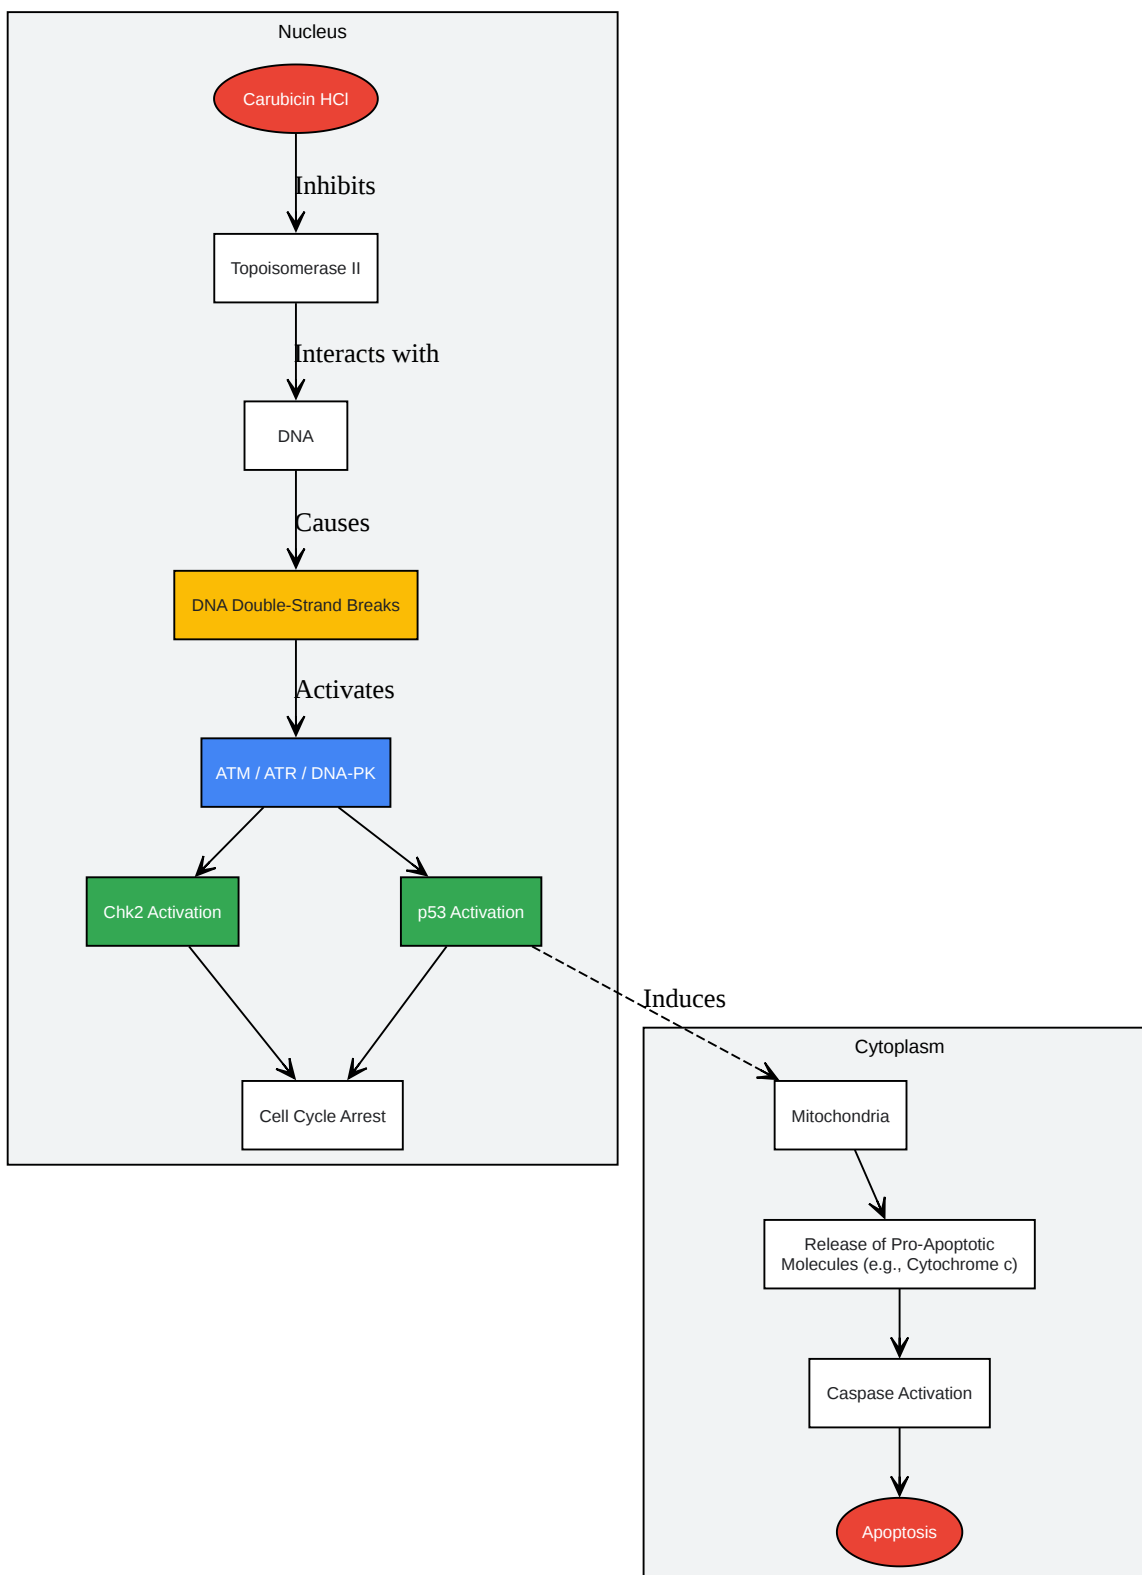 Nucleus
Carubicin HCl
Inhibits
Topoisomerase II
Interacts with
DNA
Causes
DNA Double-Strand Breaks
Activates
ATM / ATR / DNA-PK
Chk2 Activation
p53 Activation
Induces
Cytoplasm
Cell Cycle Arrest
Mitochondria
Release of Pro-Apoptotic
Molecules (e.g., Cytochrome c)
Caspase Activation
Apoptosis